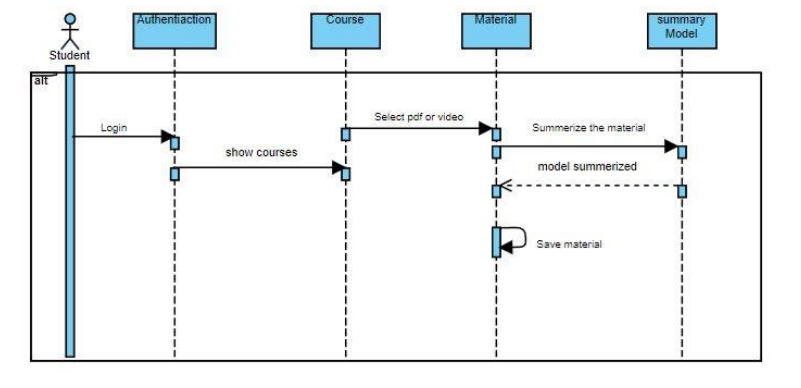 Authentiaction
Course
Material
summary
Model
Student
alt
Login
Select pdf or video
Summerize the material
show courses
model summerized
Save material